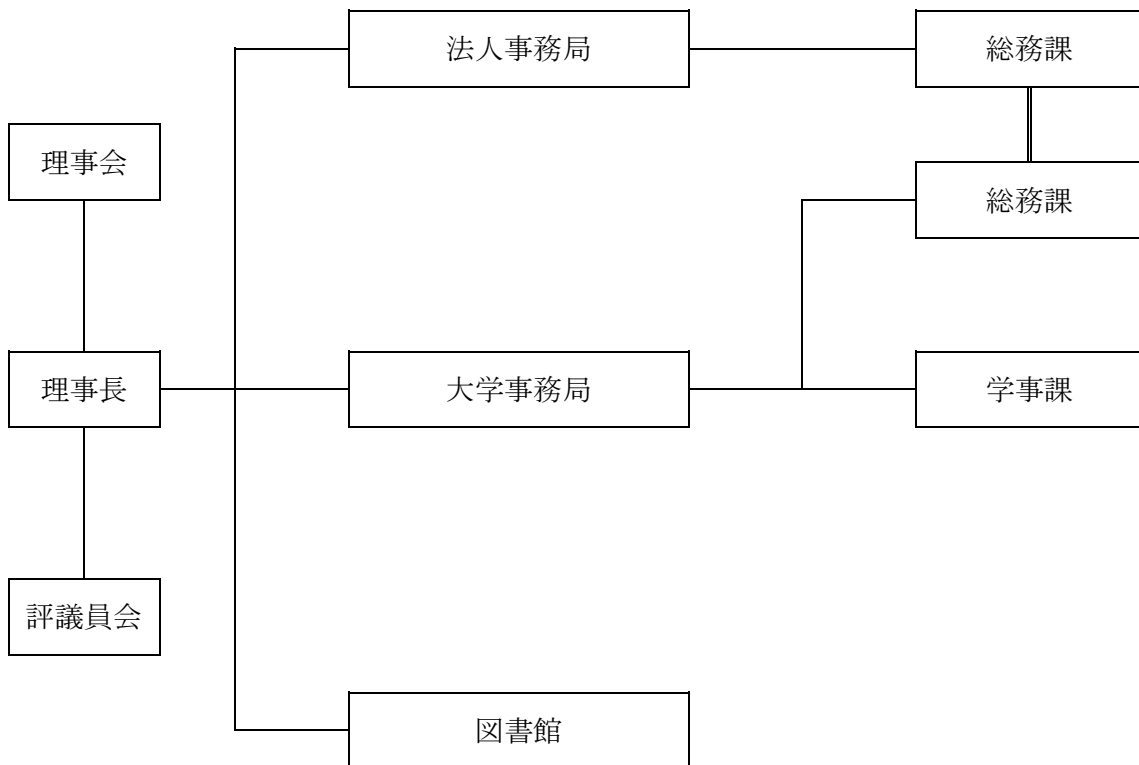 法人事務局
総務課
理事会
総務課
理事長
大学事務局
学事課
評議員会
図書館